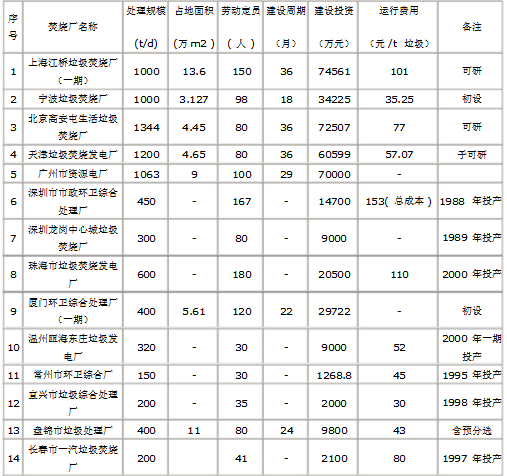 序号 焚烧厂名称 处理规模 (t/d) 占地面积 (万 m2) 劳动定员 (人) 建设周期 (月) 建设投资 (万元) 运行费用 (元/t 垃圾) 备注
1 上海江桥垃圾焚烧厂(一期) 1000 13.6 150 36 74561 101 可研
2 宁波垃圾焚烧厂 1000 3.127 98 18 34225 35.25 初设
3 北京高安屯生活垃圾焚烧厂 1344 4.45 80 36 72507 77 可研
4 天津垃圾焚烧发电厂 1200 4.65 80 36 60599 57.07 予可研
5 广州市资源电厂 1063 9 100 29 70000 -
6 深圳市市政环卫综合处理厂 450 - 167 - 14700 153(总成本) 1988 年投产
7 深圳龙岗中心城垃圾焚烧厂 300 - 80 - 9000 - 1989 年投产
8 珠海市垃圾焚烧发电厂 600 - 180 - 20500 110 2000 年投产
9 厦门环卫综合处理厂(一期) 400 5.61 120 22 29722 - 初设
10 温州瓯海东庄垃圾发电厂 320 - 30 - 9000 52 2000 年一期投产
11 常州市环卫综合厂 150 - 30 - 1268.8 45 1995 年投产
12 宜兴市垃圾综合处理厂 200 - 35 - 2000 30 1998 年投产
13 盘锦市垃圾处理厂 400 11 80 24 9800 43 含预分选
14 长春市一汽垃圾焚烧厂 200 41 - 2100 80 1997 年投产